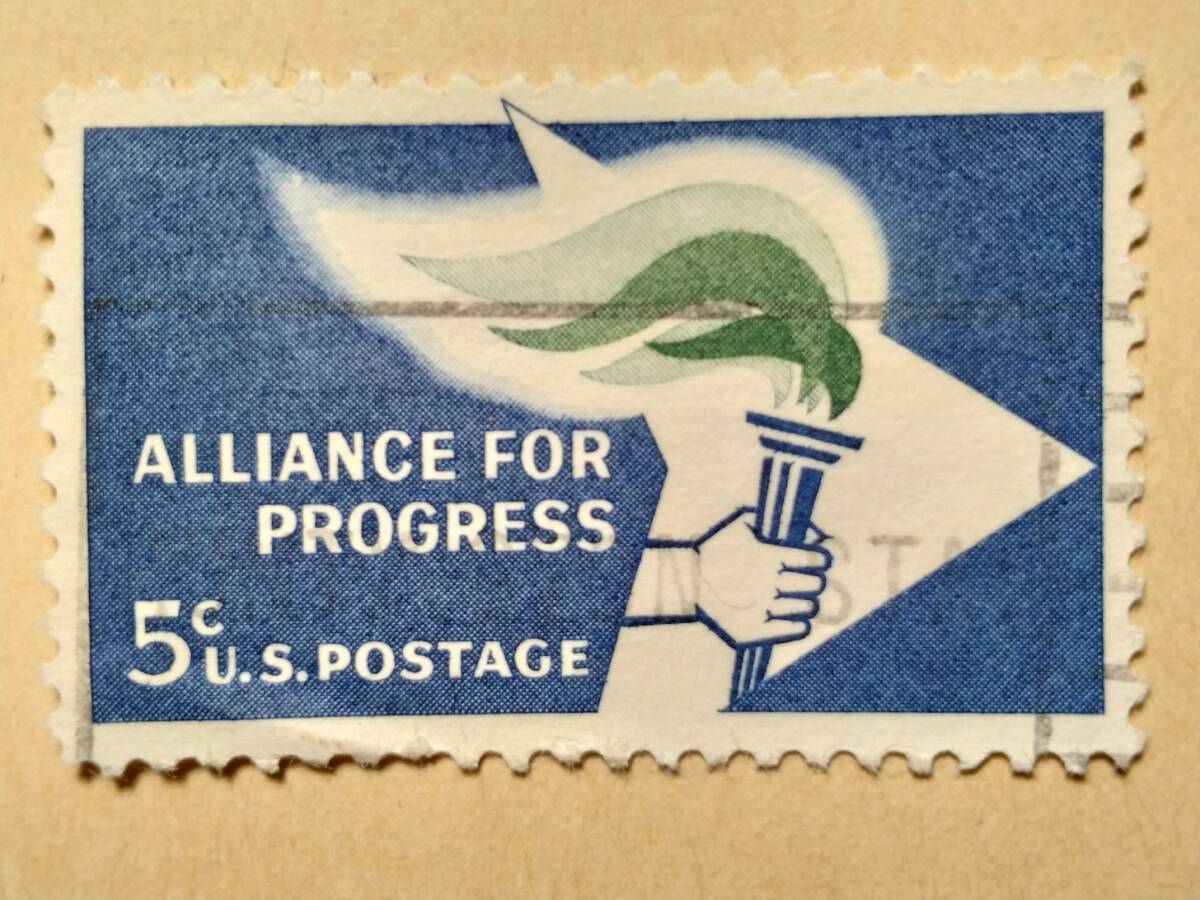 ALLIANCE FOR
PROGRESS
5c
U.S. POSTAGE